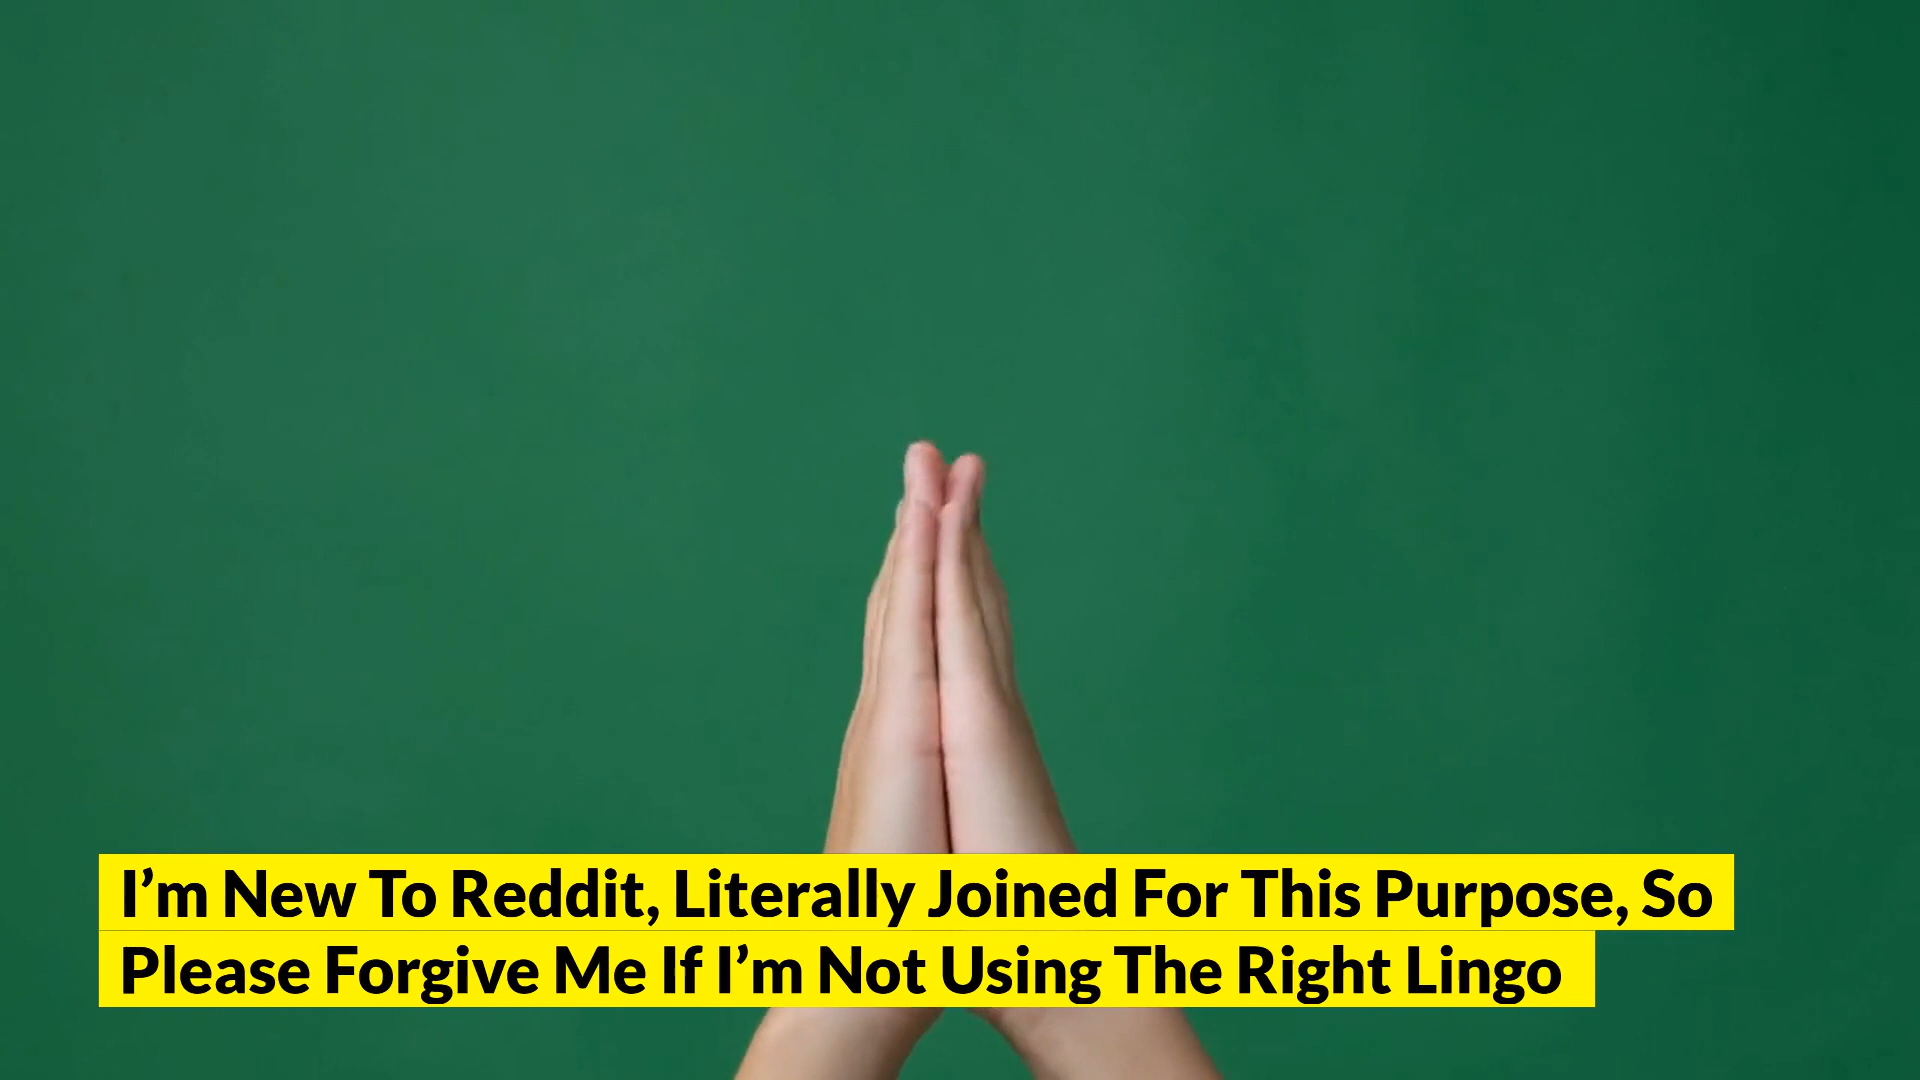 I’m New To Reddit, Literally Joined For This Purpose, So
Please Forgive Me If I’m Not Using The Right Lingo